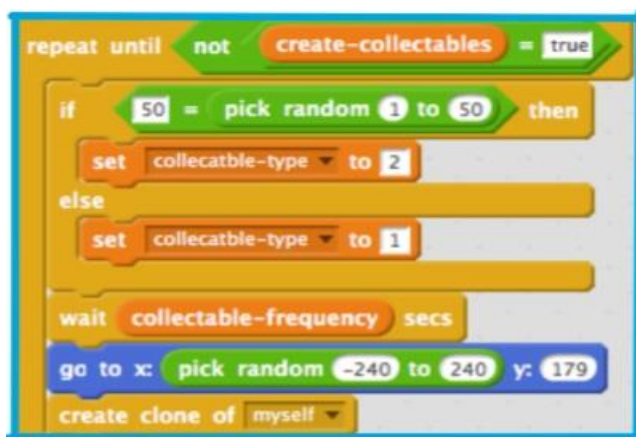 repeat until not create-collectables = true
if 50 = pick random 1 to 50 then
set collecatble-type to 2
else
set collecatble-type to 1
wait collectable-frequency secs
go to x: pick random -240 to 240 y: 179
create clone of myself